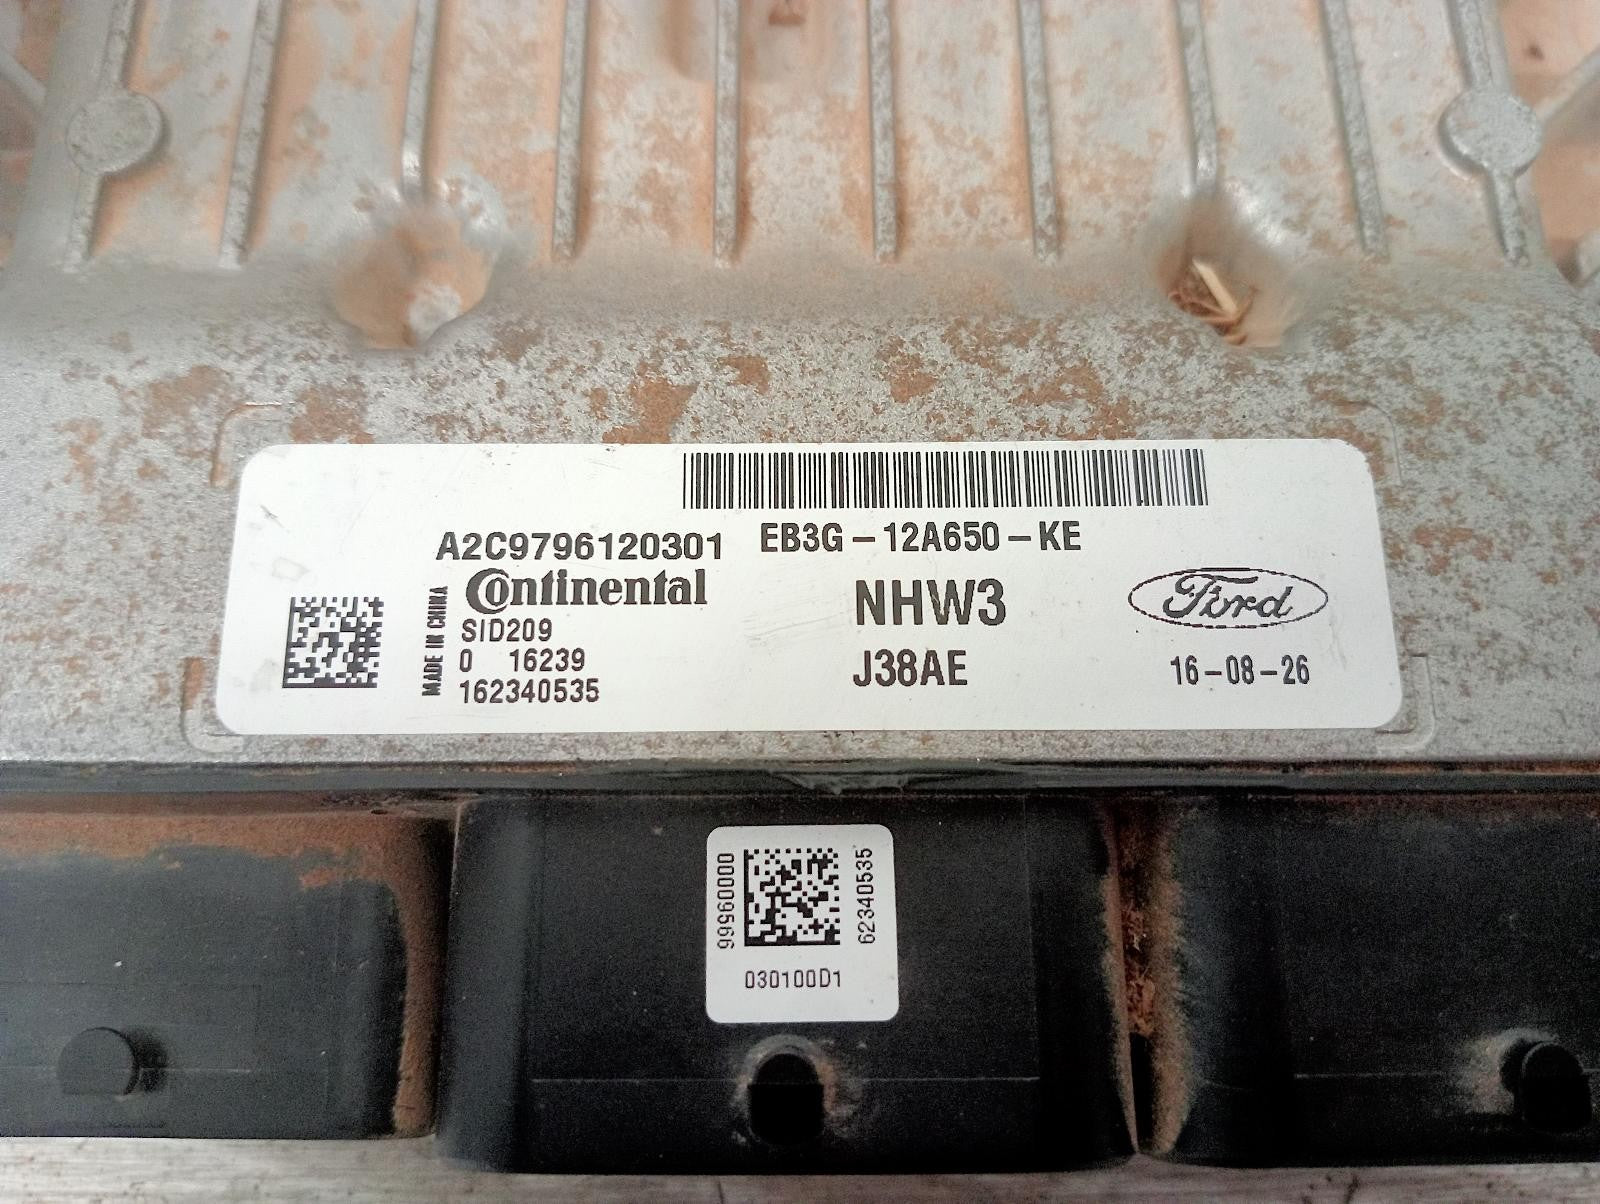 A2C9796120301 EB3G-12A650-KE
MADE IN CHINA
Continental
SID209
0 16239
162340535
NHW3
J38AE
Ford
16-08-26
99560000
62340535
030100D1